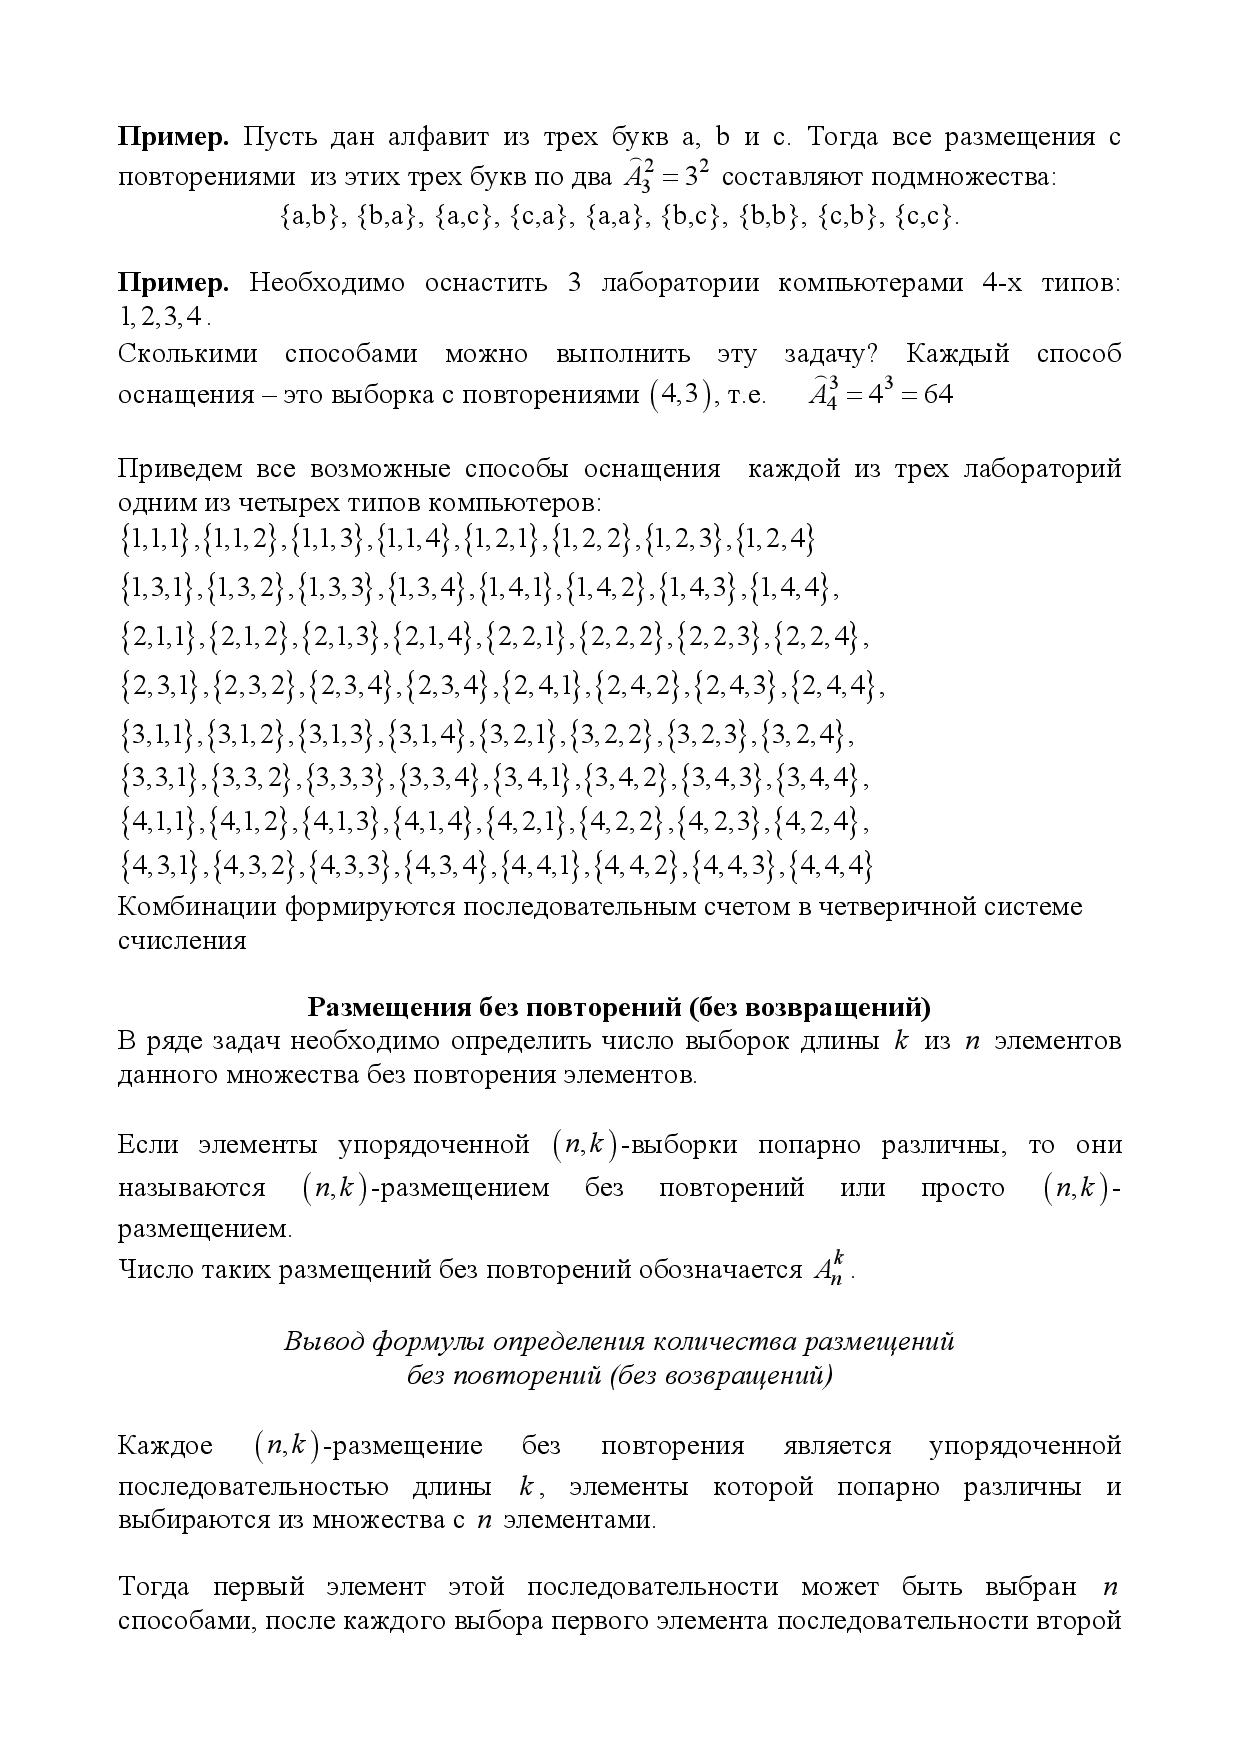 Пример. Пусть дан алфавит из трех букв a, b и c. Тогда все размещения с
повторениями из этих трех букв по два $\widehat{A}_3^2 = 3^2$ составляют подмножества:
{a,b}, {b,a}, {a,c}, {c,a}, {a,a}, {b,c}, {b,b}, {c,b}, {c,c}.
Пример. Необходимо оснастить 3 лаборатории компьютерами 4-х типов:
1,2,3,4.
Сколькими способами можно выполнить эту задачу? Каждый способ
оснащения – это выборка с повторениями (4,3), т.е. $\widehat{A}_4^3 = 4^3 = 64$
Приведем все возможные способы оснащения каждой из трех лабораторий
одним из четырех типов компьютеров:
{1,1,1},{1,1,2},{1,1,3},{1,1,4},{1,2,1},{1,2,2},{1,2,3},{1,2,4}
{1,3,1},{1,3,2},{1,3,3},{1,3,4},{1,4,1},{1,4,2},{1,4,3},{1,4,4},
{2,1,1},{2,1,2},{2,1,3},{2,1,4},{2,2,1},{2,2,2},{2,2,3},{2,2,4},
{2,3,1},{2,3,2},{2,3,4},{2,3,4},{2,4,1},{2,4,2},{2,4,3},{2,4,4},
{3,1,1},{3,1,2},{3,1,3},{3,1,4},{3,2,1},{3,2,2},{3,2,3},{3,2,4},
{3,3,1},{3,3,2},{3,3,3},{3,3,4},{3,4,1},{3,4,2},{3,4,3},{3,4,4},
{4,1,1},{4,1,2},{4,1,3},{4,1,4},{4,2,1},{4,2,2},{4,2,3},{4,2,4},
{4,3,1},{4,3,2},{4,3,3},{4,3,4},{4,4,1},{4,4,2},{4,4,3},{4,4,4}
Комбинации формируются последовательным счетом в четверичной системе
счисления
Размещения без повторений (без возвращений)
В ряде задач необходимо определить число выборок длины k из n элементов
данного множества без повторения элементов.
Если элементы упорядоченной (n,k)-выборки попарно различны, то они
называются (n,k)-размещением без повторений или просто (n,k)-
размещением.
Число таких размещений без повторений обозначается $A_n^k$.
Вывод формулы определения количества размещений
без повторений (без возвращений)
Каждое (n,k)-размещение без повторения является упорядоченной
последовательностью длины k, элементы которой попарно различны и
выбираются из множества с n элементами.
Тогда первый элемент этой последовательности может быть выбран n
способами, после каждого выбора первого элемента последовательности второй